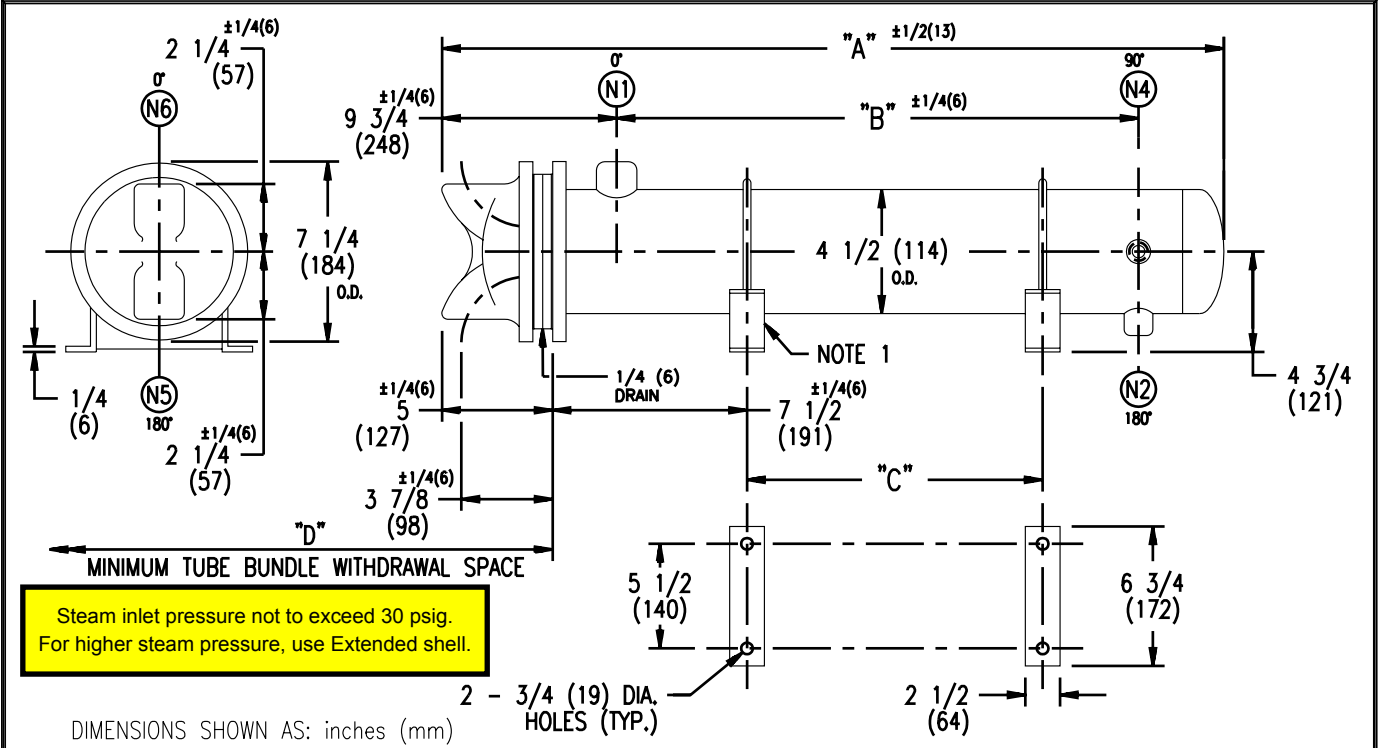 ±1/4(6)
2 1/4
(57)
0°
N6
"A" ±1/2(13)
0°
N1
90°
N4
±1/4(6)
9 3/4
(248)
"B" ±1/4(6)
7 1/4
(184)
O.D.
4 1/2 (114)
O.D.
NOTE 1
1/4 (6)
DRAIN
1/4
(6)
N5
180°
±1/4(6)
2 1/4
(57)
±1/4(6)
5
(127)
±1/4(6)
7 1/2
(191)
N2
180°
4 3/4
(121)
±1/4(6)
3 7/8
(98)
"C"
"D"
MINIMUM TUBE BUNDLE WITHDRAWAL SPACE
5 1/2
(140)
6 3/4
(172)
Steam inlet pressure not to exceed 30 psig.
For higher steam pressure, use Extended shell.
2 - 3/4 (19) DIA.
HOLES (TYP.)
2 1/2
(64)
DIMENSIONS SHOWN AS: inches (mm)